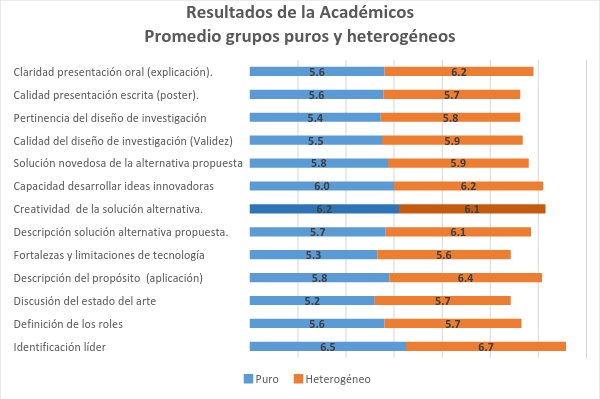 Resultados de la Académicos
Promedio grupos puros y heterogéneos
Claridad presentación oral (explicación). 5.6 6.2
Calidad presentación escrita (poster). 5.6 5.7
Pertinencia del diseño de investigación 5.4 5.8
Calidad del diseño de investigación (Validez) 5.5 5.9
Solución novedosa de la alternativa propuesta 5.8 5.9
Capacidad desarrollar ideas innovadoras 6.0 6.2
Creatividad de la solución alternativa. 6.2 6.1
Descripción solución alternativa propuesta. 5.7 6.1
Fortalezas y limitaciones de tecnología 5.3 5.6
Descripción del propósito (aplicación) 5.8 6.4
Discusión del estado del arte 5.2 5.7
Definición de los roles 5.6 5.7
Identificación líder 6.5 6.7
Puro Heterogéneo